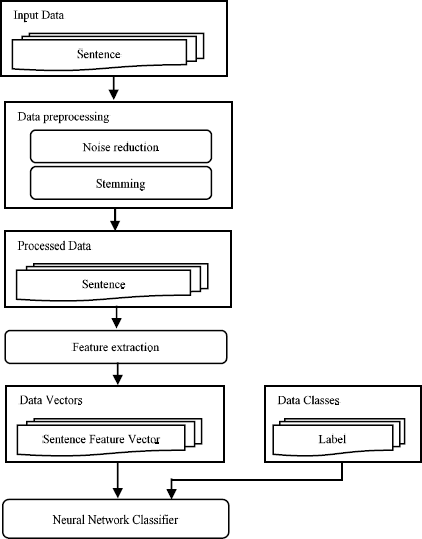 Input Data
Sentence
Data preprocessing
Noise reduction
Stemming
Processed Data
Sentence
Feature extraction
Data Vectors
Sentence Feature Vector
Data Classes
Label
Neural Network Classifier